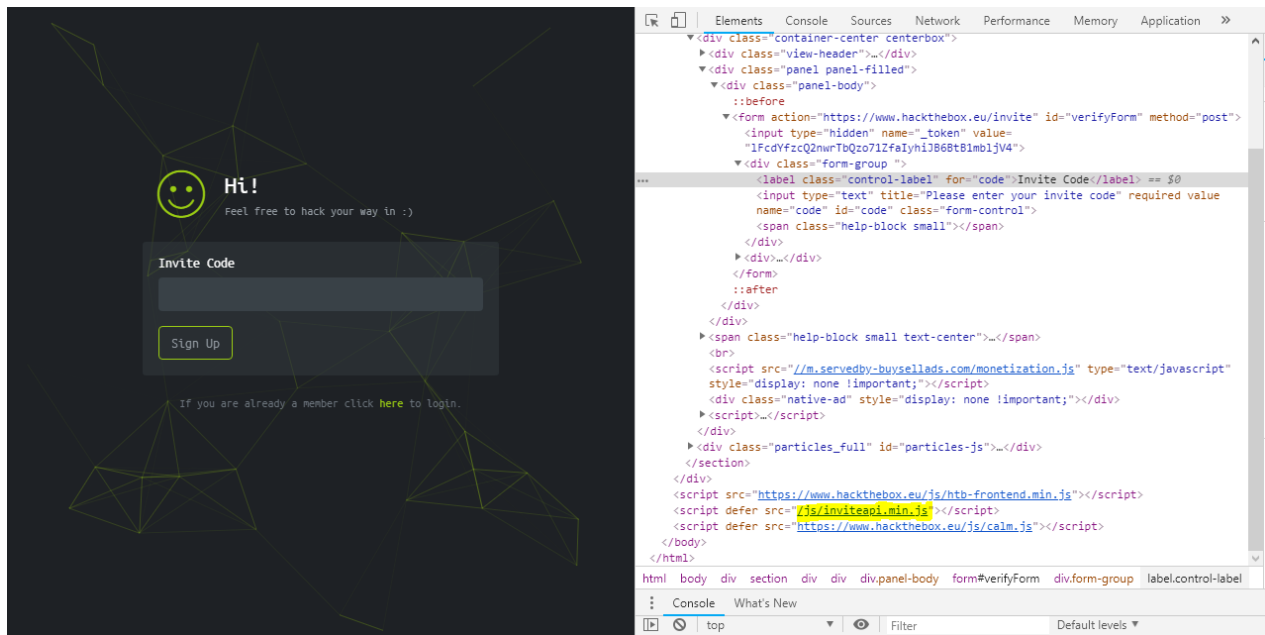 Hi!
Feel free to hack your way in :)
Invite Code
Sign Up
If you are already a member click here to login.
Elements Console Sources Network Performance Memory Application »
▼<div class="container-center centerbox">
▶<div class="view-header">…</div>
▼<div class="panel panel-filled">
▼<div class="panel-body">
::before
▼<form action="https://www.hackthebox.eu/invite" id="verifyForm" method="post">
<input type="hidden" name="_token" value=
"lFcdYfzcQ2nwrTbQzo71ZfaIyhiJB6BtB1mbljV4">
▼<div class="form-group ">
••• <label class="control-label" for="code">Invite Code</label> == $0
<input type="text" title="Please enter your invite code" required value
name="code" id="code" class="form-control">
<span class="help-block small"></span>
</div>
▶<div>…</div>
</form>
::after
</div>
</div>
▶<span class="help-block small text-center">…</span>
<br>
<script src="//m.servedby-buysellads.com/monetization.js" type="text/javascript"
style="display: none !important;"></script>
<div class="native-ad" style="display: none !important;"></div>
▶<script>…</script>
</div>
▶<div class="particles_full" id="particles-js">…</div>
</section>
</div>
<script src="https://www.hackthebox.eu/js/htb-frontend.min.js"></script>
<script defer src="/js/inviteapi.min.js"></script>
<script defer src="https://www.hackthebox.eu/js/calm.js"></script>
</body>
</html>
html body div section div div div.panel-body form#verifyForm div.form-group label.control-label
Console What's New
top ▼ Filter Default levels ▼